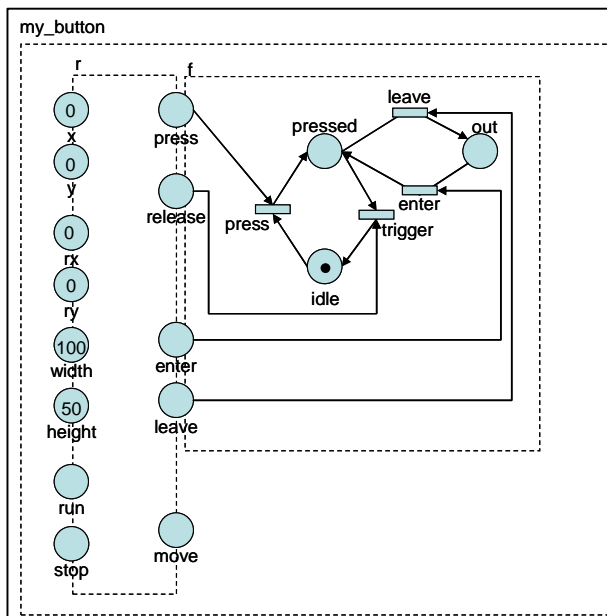 my_button
r
f
0
x
0
y
0
rx
0
ry
100
width
50
height
run
stop
press
release
enter
leave
move
press
pressed
idle
leave
out
enter
trigger